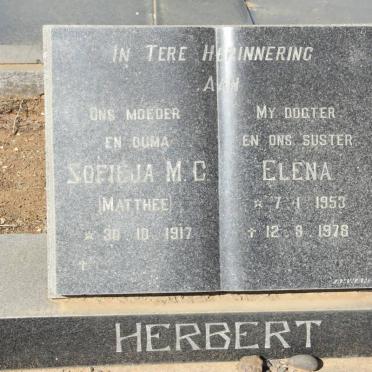 IN TERE HERINNERING
AAN
ONS MOEDER
EN OUMA
SOFIEJA M. C.
(MATTHEE)
* 30. 10. 1917
✝
MY DOGTER
EN ONS SUSTER
ELENA
* 7. 1. 1953
✝ 12. 9. 1978
HERBERT